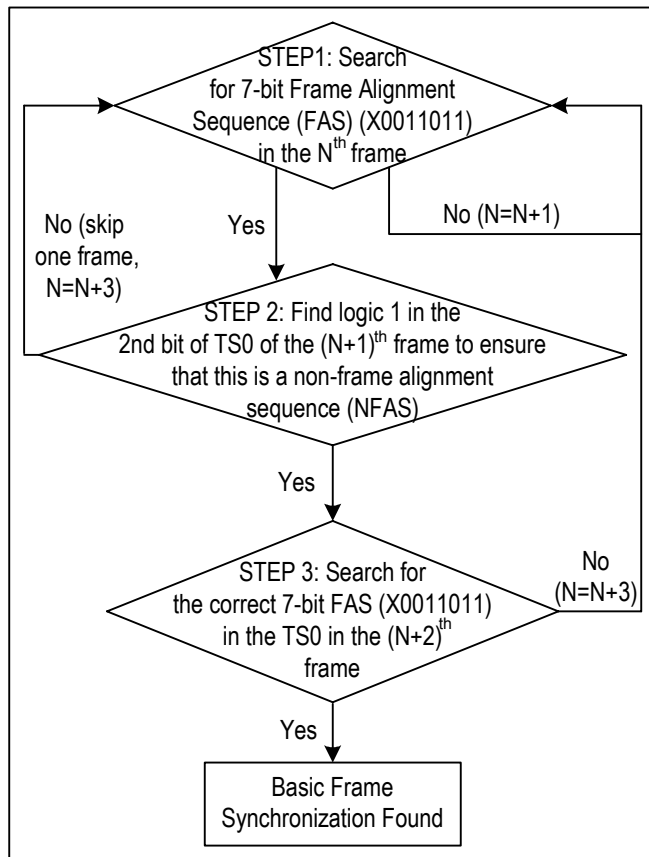 STEP1: Search
for 7-bit Frame Alignment
Sequence (FAS) (X0011011)
in the Nth frame
No (skip
one frame,
N=N+3)
Yes
No (N=N+1)
STEP 2: Find logic 1 in the
2nd bit of TS0 of the (N+1)th frame to ensure
that this is a non-frame alignment
sequence (NFAS)
Yes
STEP 3: Search for
the correct 7-bit FAS (X0011011)
in the TS0 in the (N+2)th
frame
No
(N=N+3)
Yes
Basic Frame
Synchronization Found